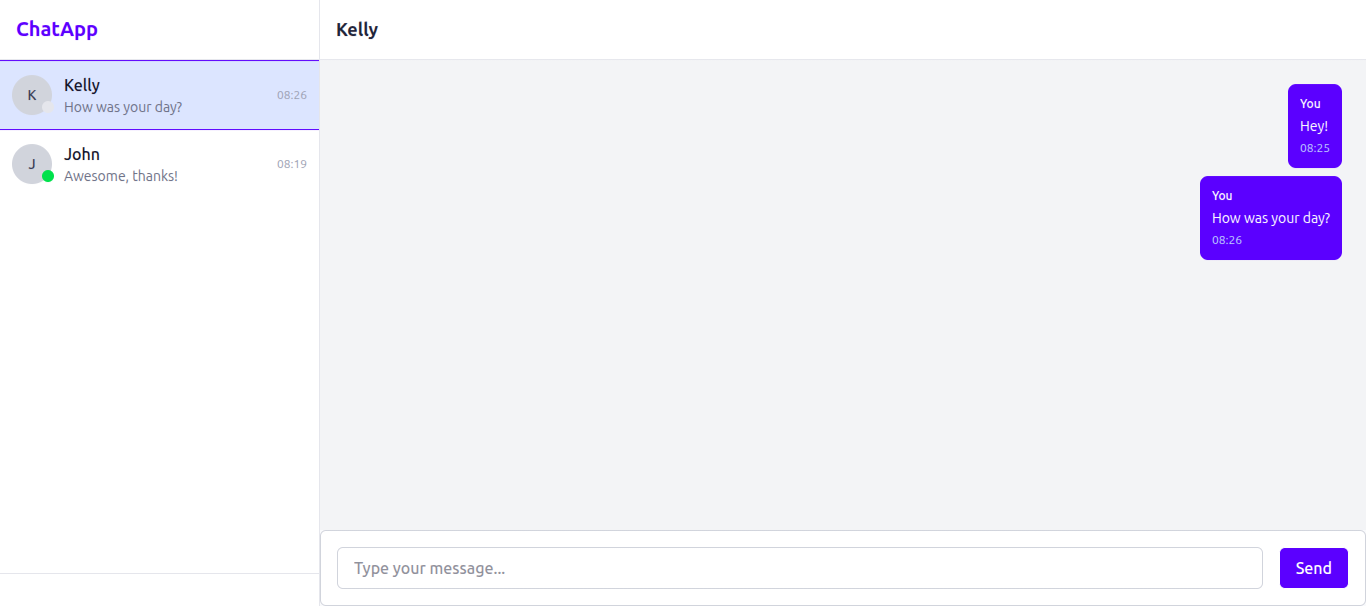 ChatApp
K
Kelly
How was your day?
08:26
J
John
Awesome, thanks!
08:19
Kelly
You
Hey!
08:25
You
How was your day?
08:26
Type your message...
Send